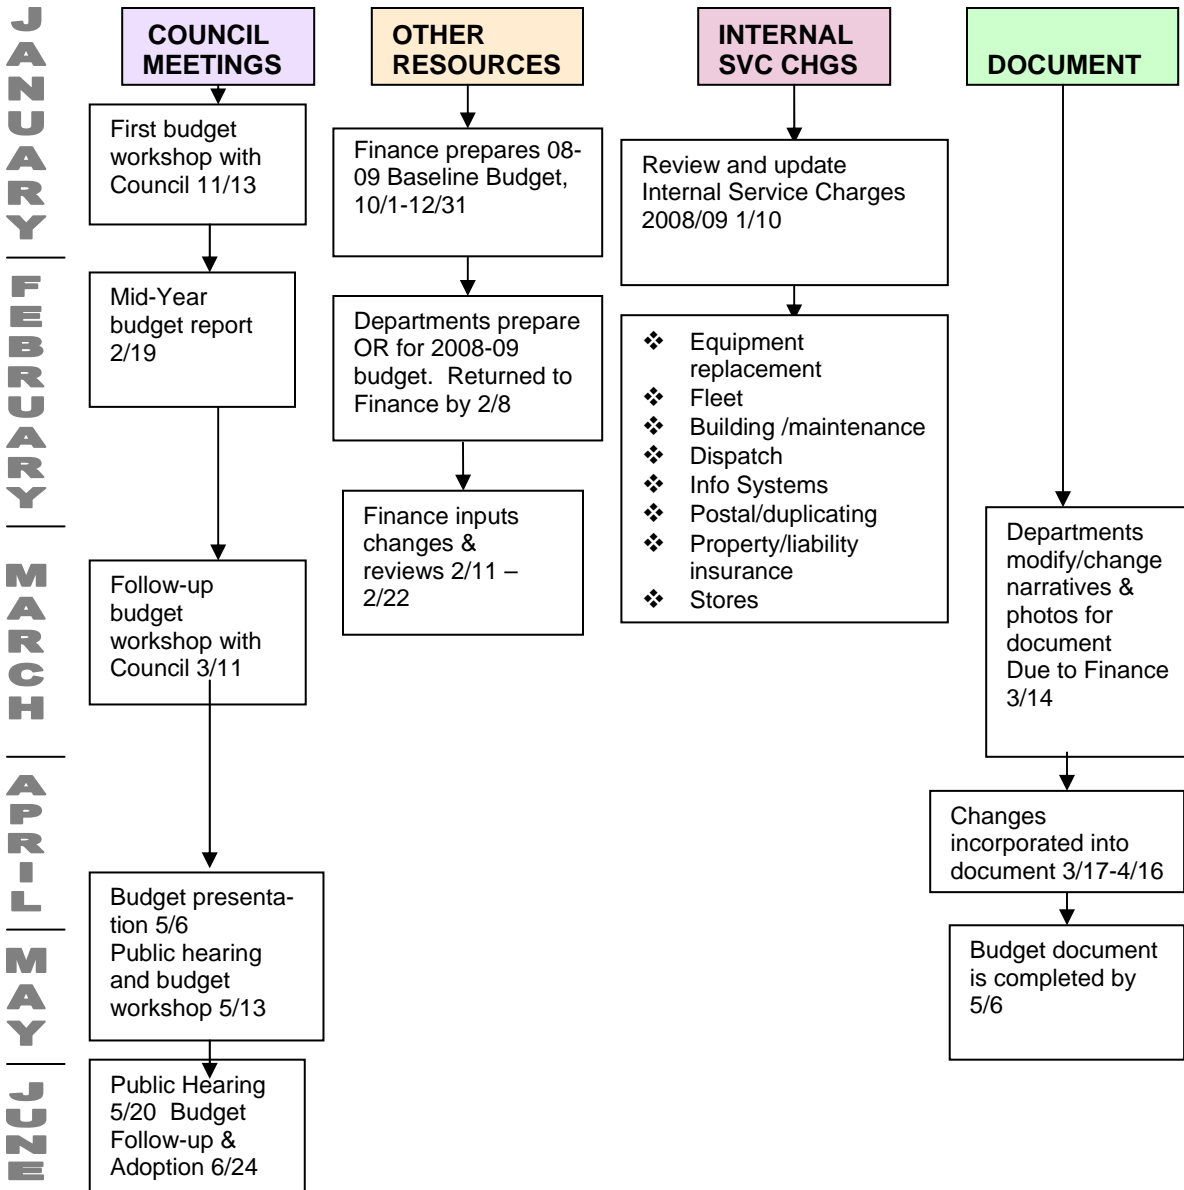 JANUARY
FEBRUARY
MARCH
APRIL
MAY
JUNE
COUNCIL
MEETINGS
First budget
workshop with
Council 11/13
Mid-Year
budget report
2/19
Follow-up
budget
workshop with
Council 3/11
Budget presenta-
tion 5/6
Public hearing
and budget
workshop 5/13
Public Hearing
5/20  Budget
Follow-up &
Adoption 6/24
OTHER
RESOURCES
Finance prepares 08-
09 Baseline Budget,
10/1-12/31
Departments prepare
OR for 2008-09
budget.  Returned to
Finance by 2/8
Finance inputs
changes &
reviews 2/11 –
2/22
INTERNAL
SVC CHGS
Review and update
Internal Service Charges
2008/09 1/10
❖ Equipment
replacement
❖ Fleet
❖ Building /maintenance
❖ Dispatch
❖ Info Systems
❖ Postal/duplicating
❖ Property/liability
insurance
❖ Stores
DOCUMENT
Departments
modify/change
narratives &
photos for
document
Due to Finance
3/14
Changes
incorporated into
document 3/17-4/16
Budget document
is completed by
5/6